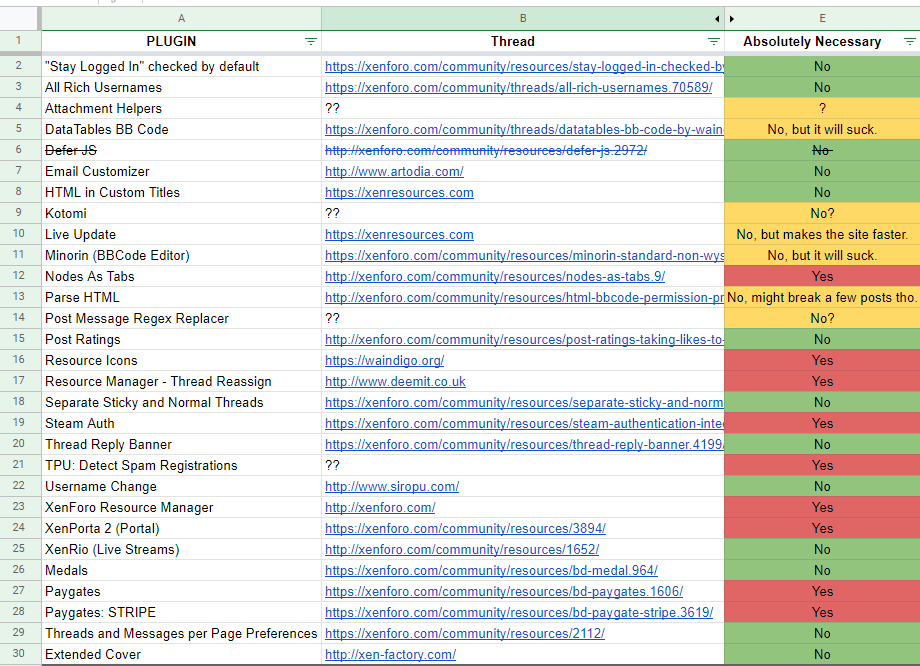 A B E
1 PLUGIN Thread Absolutely Necessary
2 "Stay Logged In" checked by default https://xenforo.com/community/resources/stay-logged-in-checked-by No
3 All Rich Usernames https://xenforo.com/community/threads/all-rich-usernames.70589/ No
4 Attachment Helpers ?? ?
5 DataTables BB Code https://xenforo.com/community/threads/datatables-bb-code-by-wain No, but it will suck.
6 Defer JS http://xenforo.com/community/resources/defer-js.2972/ No
7 Email Customizer http://www.artodia.com/ No
8 HTML in Custom Titles https://xenresources.com No
9 Kotomi ?? No?
10 Live Update https://xenresources.com No, but makes the site faster.
11 Minorin (BBCode Editor) https://xenforo.com/community/resources/minorin-standard-non-wys No, but it will suck.
12 Nodes As Tabs http://xenforo.com/community/resources/nodes-as-tabs.9/ Yes
13 Parse HTML http://xenforo.com/community/resources/html-bbcode-permission-pr No, might break a few posts tho.
14 Post Message Regex Replacer ?? No?
15 Post Ratings https://xenforo.com/community/resources/post-ratings-taking-likes-to- No
16 Resource Icons https://waindigo.org/ Yes
17 Resource Manager - Thread Reassign http://www.deemit.co.uk Yes
18 Separate Sticky and Normal Threads https://xenforo.com/community/resources/separate-sticky-and-norm No
19 Steam Auth https://xenforo.com/community/resources/steam-authentication-inte Yes
20 Thread Reply Banner https://xenforo.com/community/resources/thread-reply-banner.4199/ No
21 TPU: Detect Spam Registrations ?? Yes
22 Username Change http://www.siropu.com/ No
23 XenForo Resource Manager http://xenforo.com/ Yes
24 XenPorta 2 (Portal) https://xenforo.com/community/resources/3894/ Yes
25 XenRio (Live Streams) http://xenforo.com/community/resources/1652/ No
26 Medals https://xenforo.com/community/resources/bd-medal.964/ No
27 Paygates https://xenforo.com/community/resources/bd-paygates.1606/ Yes
28 Paygates: STRIPE https://xenforo.com/community/resources/bd-paygate-stripe.3619/ Yes
29 Threads and Messages per Page Preferences https://xenforo.com/community/resources/2112/ No
30 Extended Cover http://xen-factory.com/ No